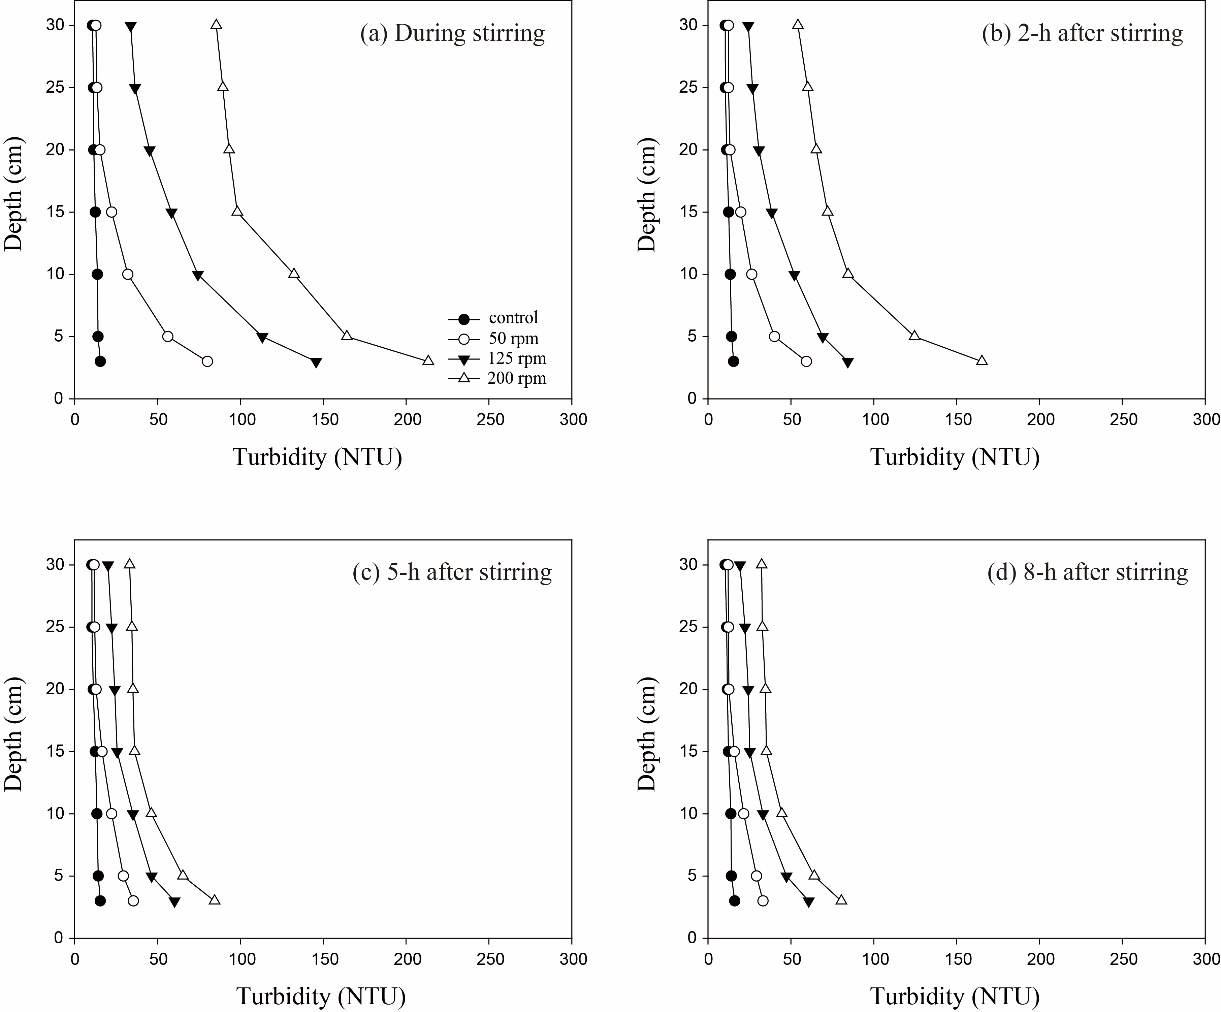 (a) During stirring
30
25
20
15
10
5
0
Depth (cm)
control
50 rpm
125 rpm
200 rpm
0 50 100 150 200 250 300
Turbidity (NTU)
(b) 2-h after stirring
30
25
20
15
10
5
0
Depth (cm)
0 50 100 150 200 250 300
Turbidity (NTU)
(c) 5-h after stirring
30
25
20
15
10
5
0
Depth (cm)
0 50 100 150 200 250 300
Turbidity (NTU)
(d) 8-h after stirring
30
25
20
15
10
5
0
Depth (cm)
0 50 100 150 200 250 300
Turbidity (NTU)